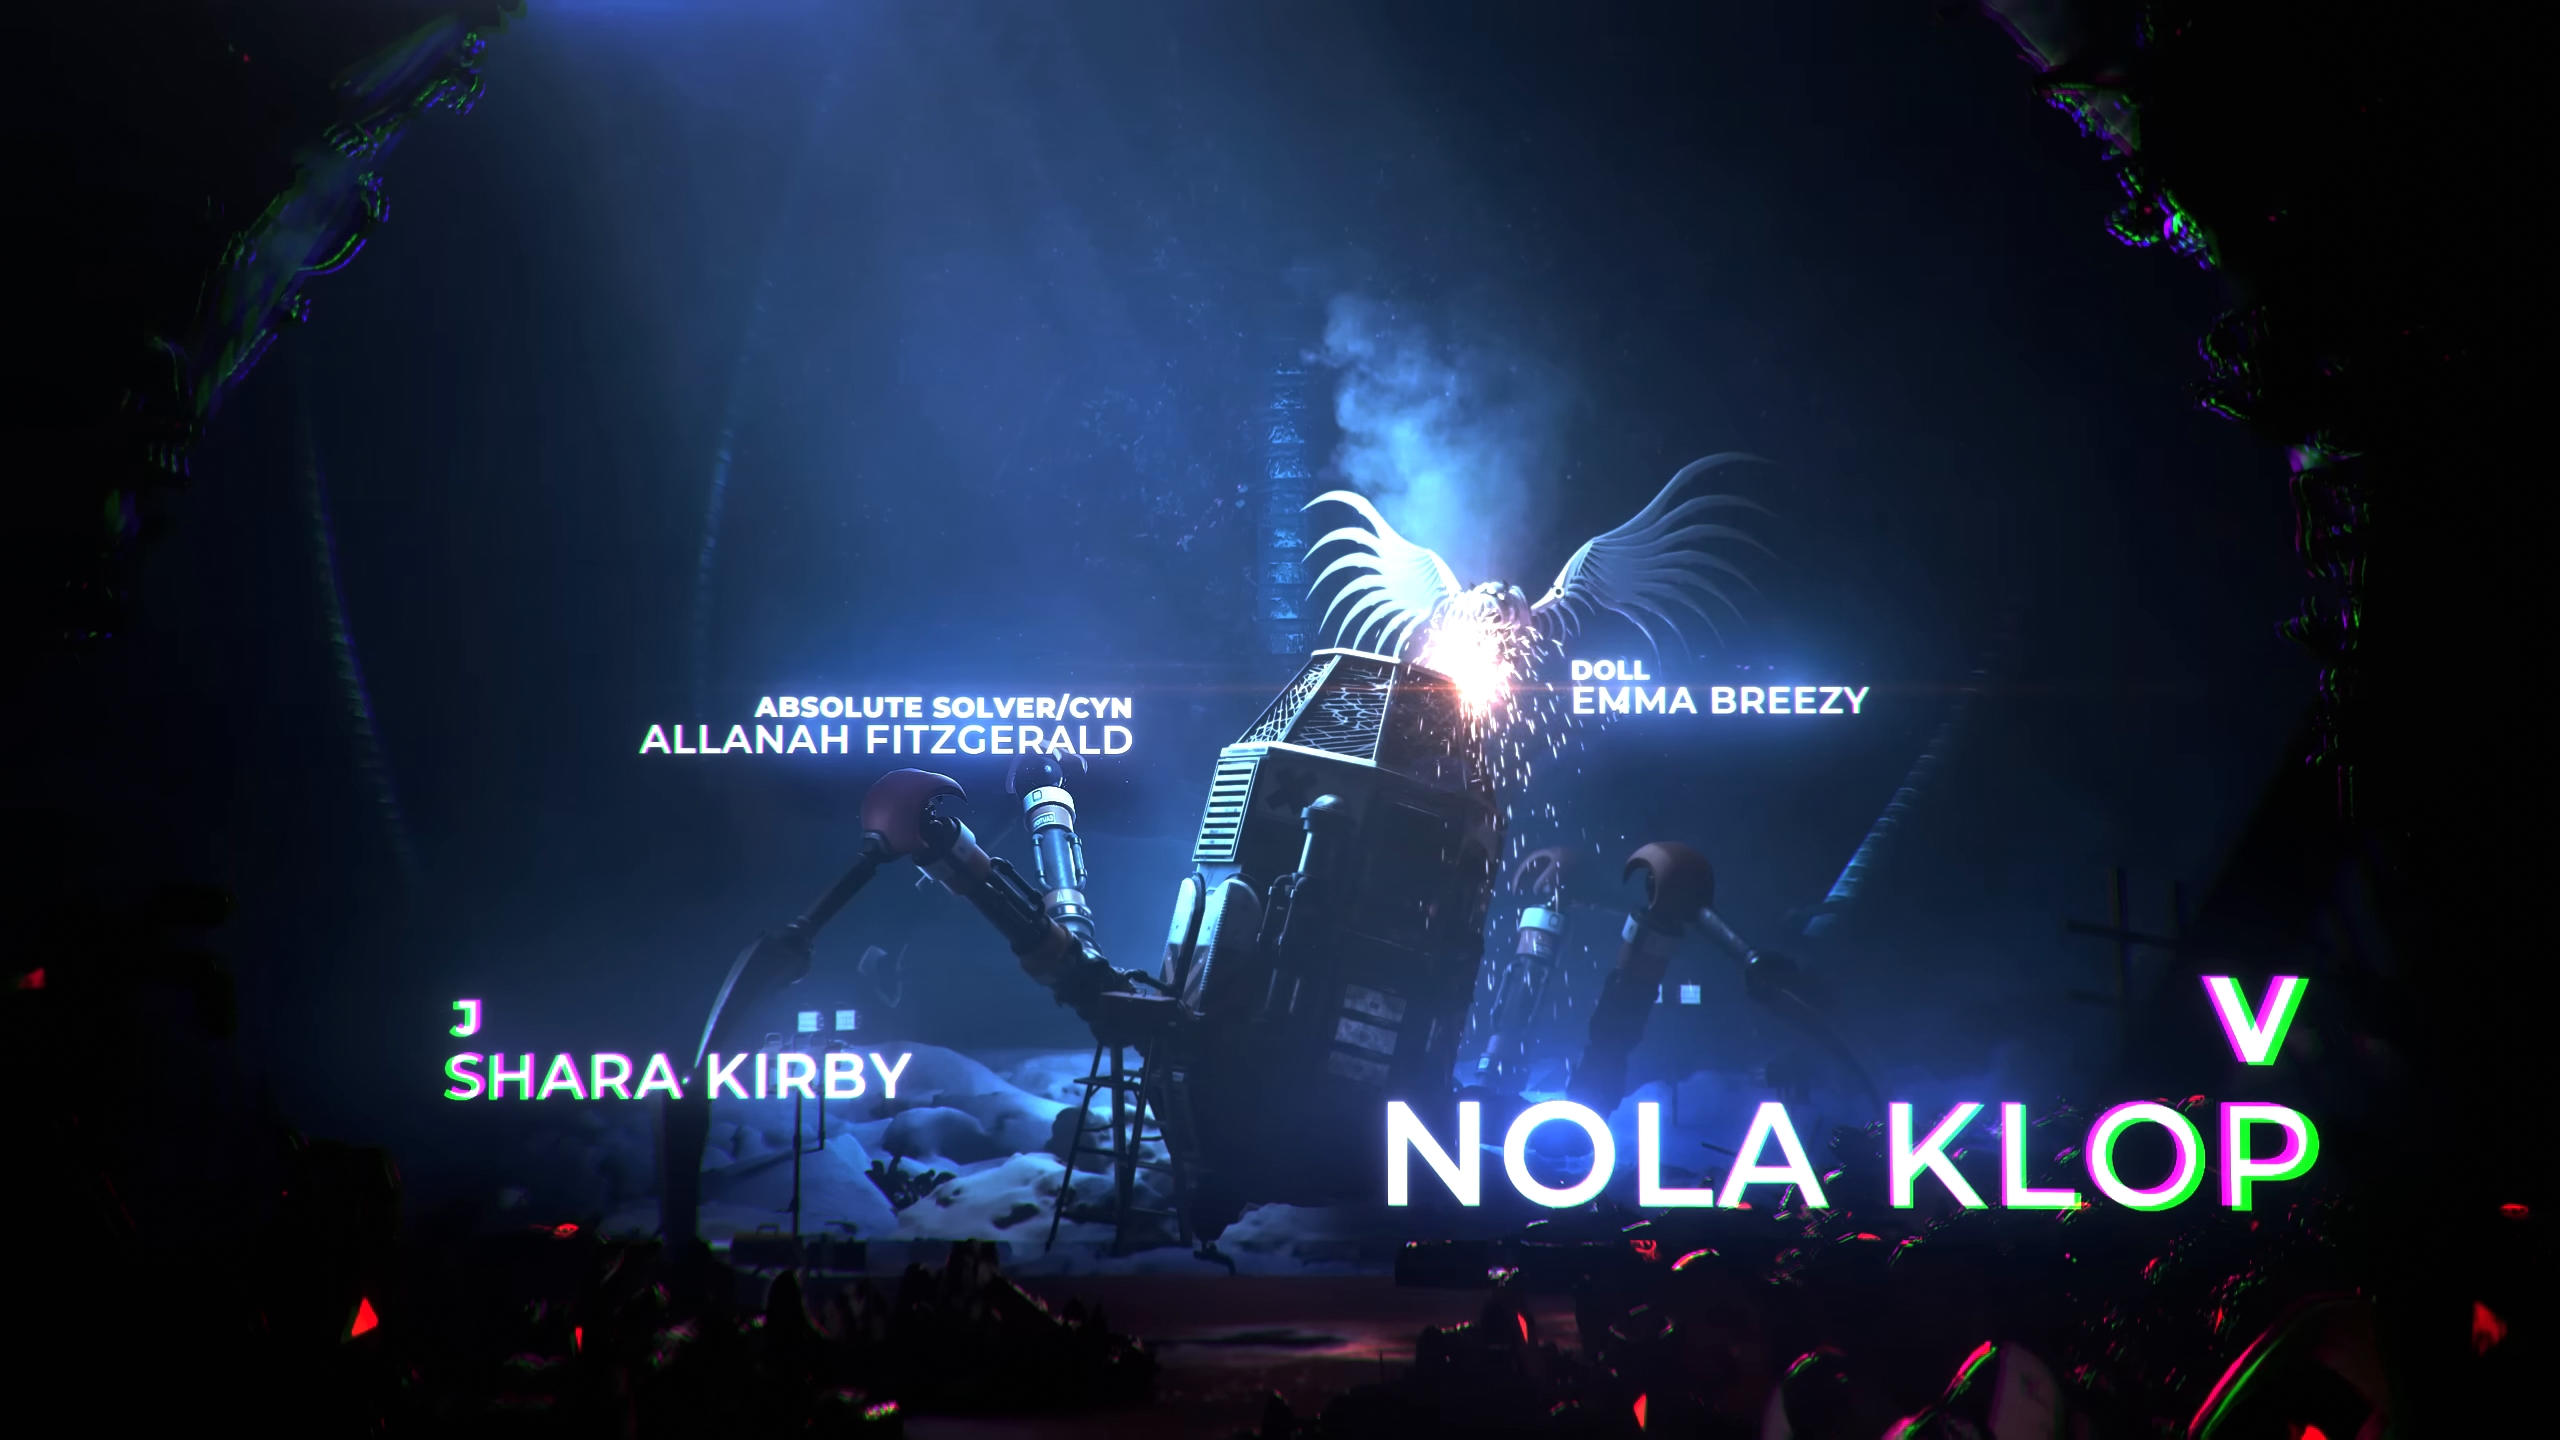 ABSOLUTE SOLVER/CYN
ALLANAH FITZGERALD
DOLL
EMMA BREEZY
J
SHARA KIRBY
V
NOLA KLOP